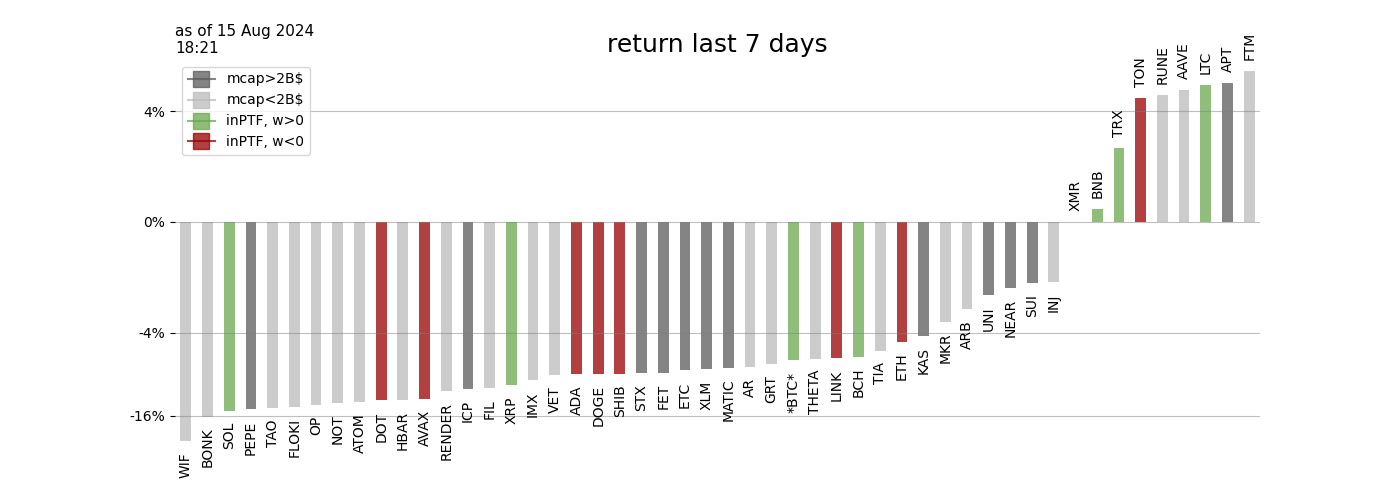 as of 15 Aug 2024
18:21
return last 7 days
mcap>2B$
mcap<2B$
inPTF, w>0
inPTF, w<0
4%
0%
-4%
-16%
WIF
BONK
SOL
PEPE
TAO
FLOKI
OP
NOT
ATOM
DOT
HBAR
AVAX
RENDER
ICP
FIL
XRP
IMX
VET
ADA
DOGE
SHIB
STX
FET
ETC
XLM
MATIC
AR
GRT
*BTC*
THETA
LINK
BCH
TIA
ETH
KAS
MKR
ARB
UNI
NEAR
SUI
INJ
XMR
BNB
TRX
TON
RUNE
AAVE
LTC
APT
FTM